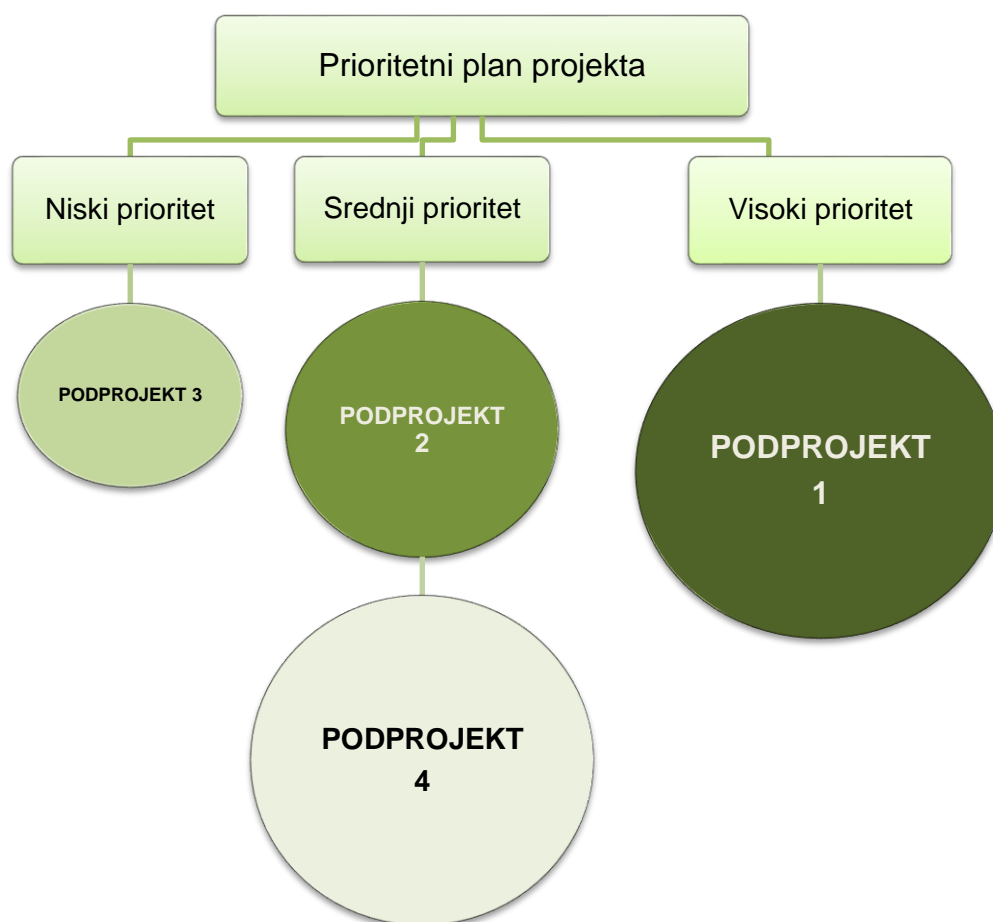 Prioritetni plan projekta
Niski prioritet
Srednji prioritet
Visoki prioritet
PODPROJEKT 3
PODPROJEKT
2
PODPROJEKT
1
PODPROJEKT
4